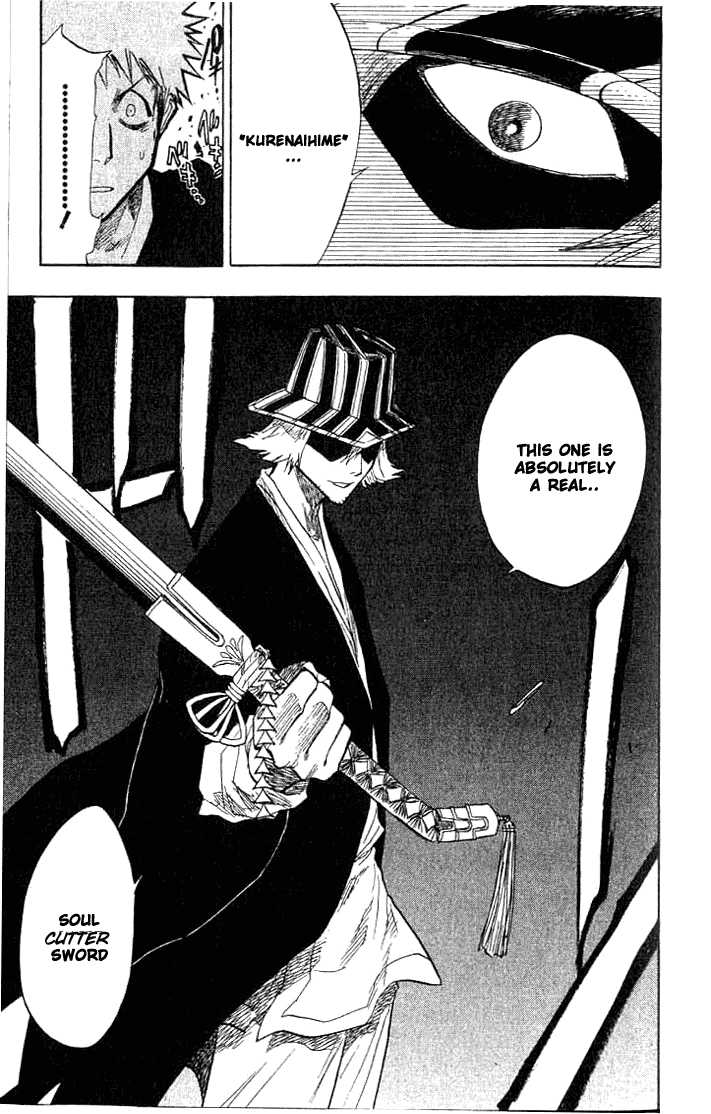 "KURENAIHIME"
...
..............!
THIS ONE IS
ABSOLUTELY
A REAL..
SOUL
CUTTER
SWORD